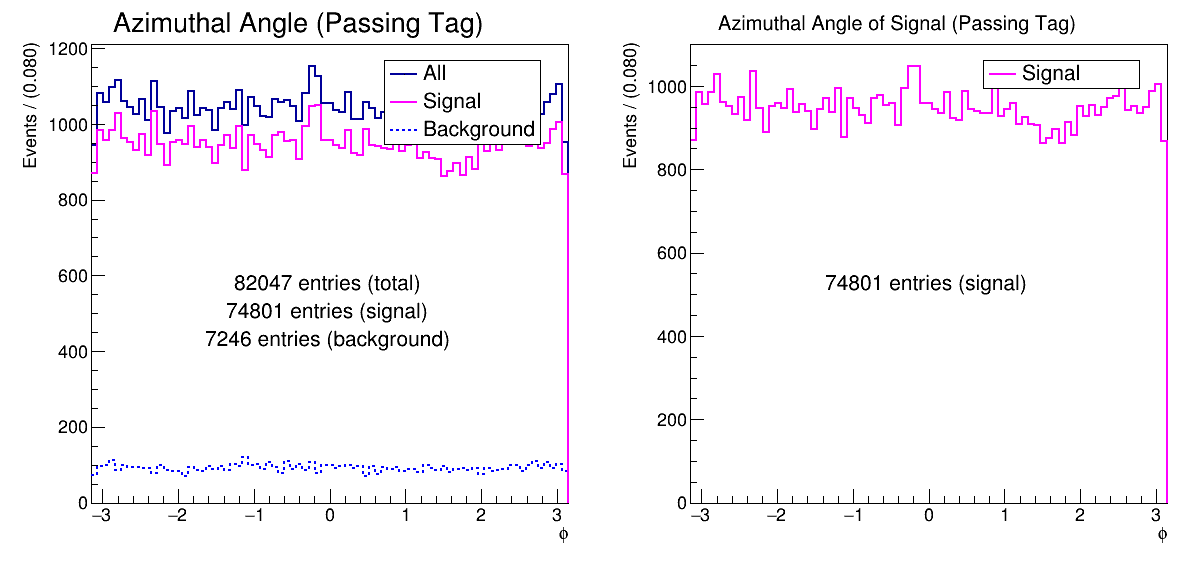 Azimuthal Angle (Passing Tag)
Events / (0.080)
1200
1000
800
600
400
200
0
All
Signal
Background
82047 entries (total)
74801 entries (signal)
7246 entries (background)
−3 −2 −1 0 1 2 3
ϕ
Azimuthal Angle of Signal (Passing Tag)
Events / (0.080)
1000
800
600
400
200
0
Signal
74801 entries (signal)
−3 −2 −1 0 1 2 3
ϕ